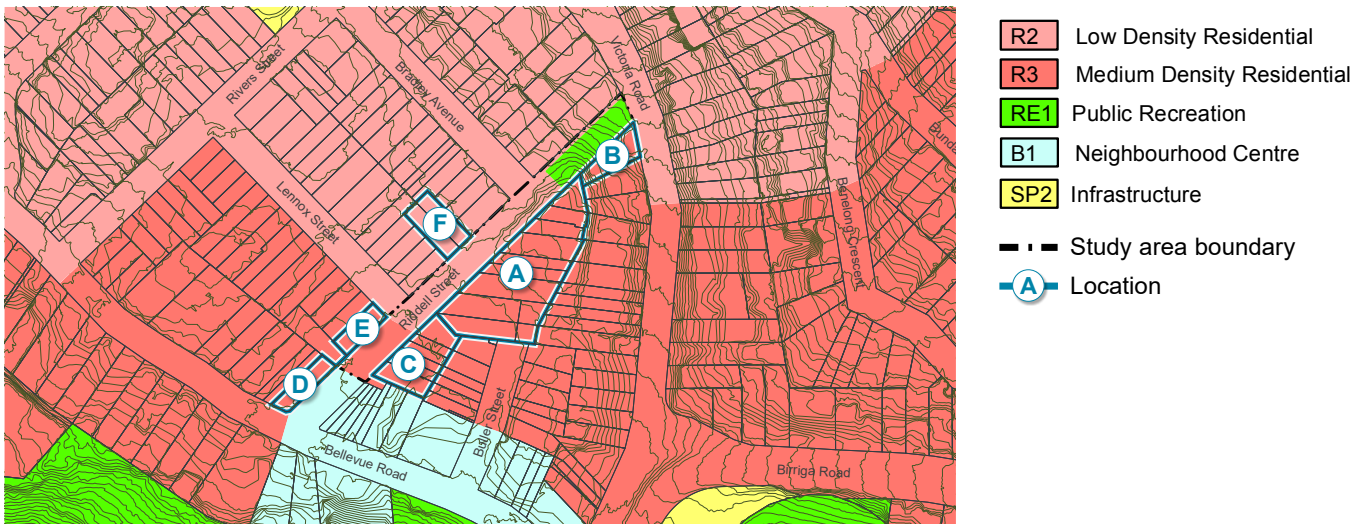 Rivers Street
Bradley Avenue
Victoria Road
Benelong Crescent
Lennox Street
Riddell Street
Butler Street
Bellevue Road
Birriga Road
A
B
C
D
E
F
R2 Low Density Residential
R3 Medium Density Residential
RE1 Public Recreation
B1 Neighbourhood Centre
SP2 Infrastructure
Study area boundary
A Location